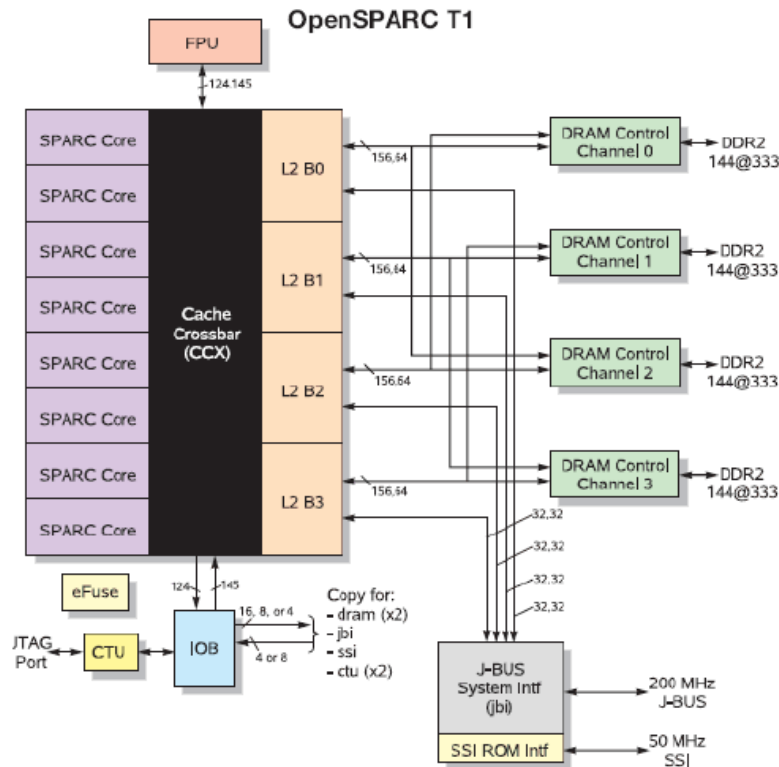 OpenSPARC T1
FPU
124,145
SPARC Core
SPARC Core
SPARC Core
SPARC Core
SPARC Core
SPARC Core
SPARC Core
SPARC Core
Cache
Crossbar
(CCX)
L2 B0
L2 B1
L2 B2
L2 B3
156,64
156,64
156,64
156,64
DRAM Control
Channel 0
DDR2
144@333
DRAM Control
Channel 1
DDR2
144@333
DRAM Control
Channel 2
DDR2
144@333
DRAM Control
Channel 3
DDR2
144@333
32,32
32,32
32,32
32,32
124
145
eFuse
JTAG
Port
CTU
IOB
16, 8, or 4
4 or 8
Copy for:
- dram (x2)
- jbi
- ssi
- ctu (x2)
J-BUS
System Intf
(jbi)
SSI ROM Intf
200 MHz
J-BUS
50 MHz
SSI